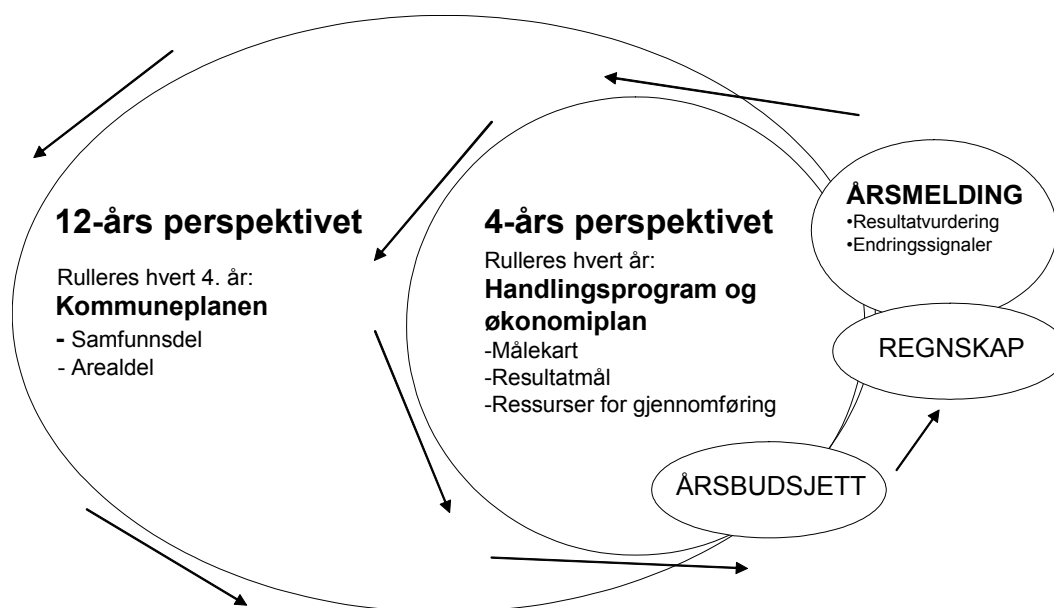 12-års perspektivet
Rulleres hvert 4. år:
Kommuneplanen
- Samfunnsdel
- Arealdel
4-års perspektivet
Rulleres hvert år:
Handlingsprogram og
økonomiplan
-Målekart
-Resultatmål
-Ressurser for gjennomføring
ÅRSMELDING
•Resultatvurdering
•Endringssignaler
REGNSKAP
ÅRSBUDSJETT